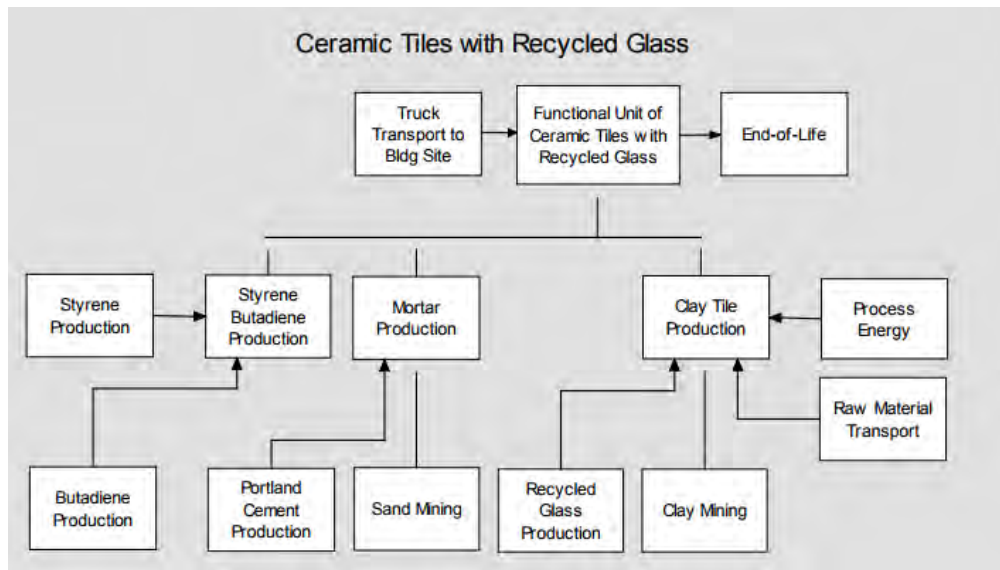 Ceramic Tiles with Recycled Glass
Truck
Transport to
Bldg Site
Functional Unit of
Ceramic Tiles with
Recycled Glass
End-of-Life
Styrene
Production
Styrene
Butadiene
Production
Mortar
Production
Clay Tile
Production
Process
Energy
Raw Material
Transport
Butadiene
Production
Portland
Cement
Production
Sand Mining
Recycled
Glass
Production
Clay Mining